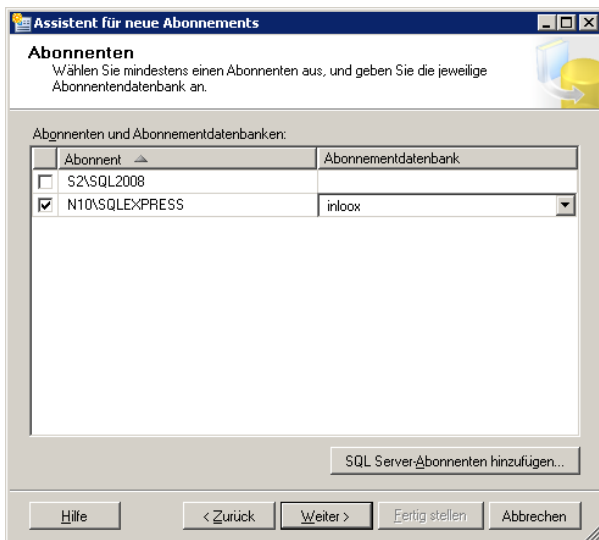 Assistent für neue Abonnements
Abonnenten
Wählen Sie mindestens einen Abonnenten aus, und geben Sie die jeweilige
Abonnentendatenbank an.
Abonnenten und Abonnementdatenbanken:
Abonnent Abonnementdatenbank
S2\SQL2008
N10\SQLEXPRESS inloox
SQL Server-Abonnenten hinzufügen...
Hilfe < Zurück Weiter > Fertig stellen Abbrechen